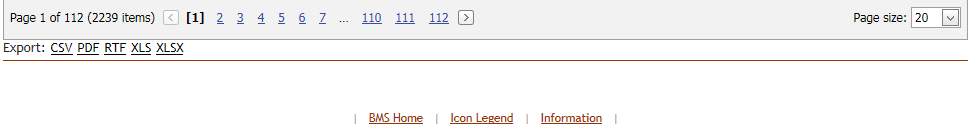 Page 1 of 112 (2239 items) [1] 2 3 4 5 6 7 … 110 111 112 Page size: 20
Export: CSV PDF RTF XLS XLSX
| BMS Home | Icon Legend | Information |